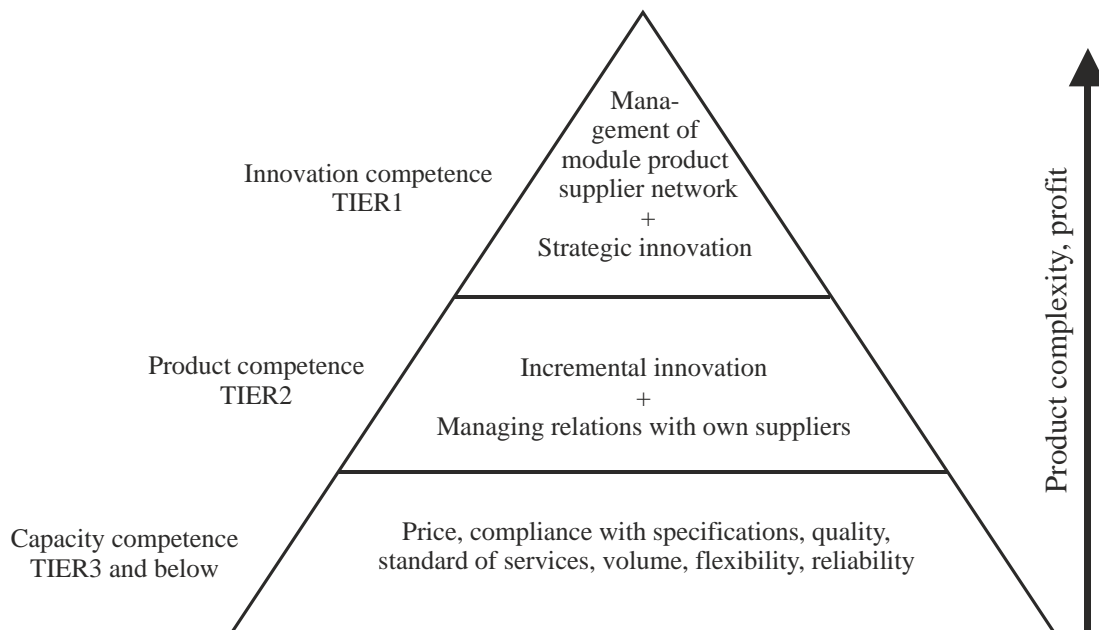 Mana-
gement of
module product
supplier network
+
Strategic innovation
Innovation competence
TIER1
Incremental innovation
+
Managing relations with own suppliers
Product competence
TIER2
Price, compliance with specifications, quality,
standard of services, volume, flexibility, reliability
Capacity competence
TIER3 and below
Product complexity, profit